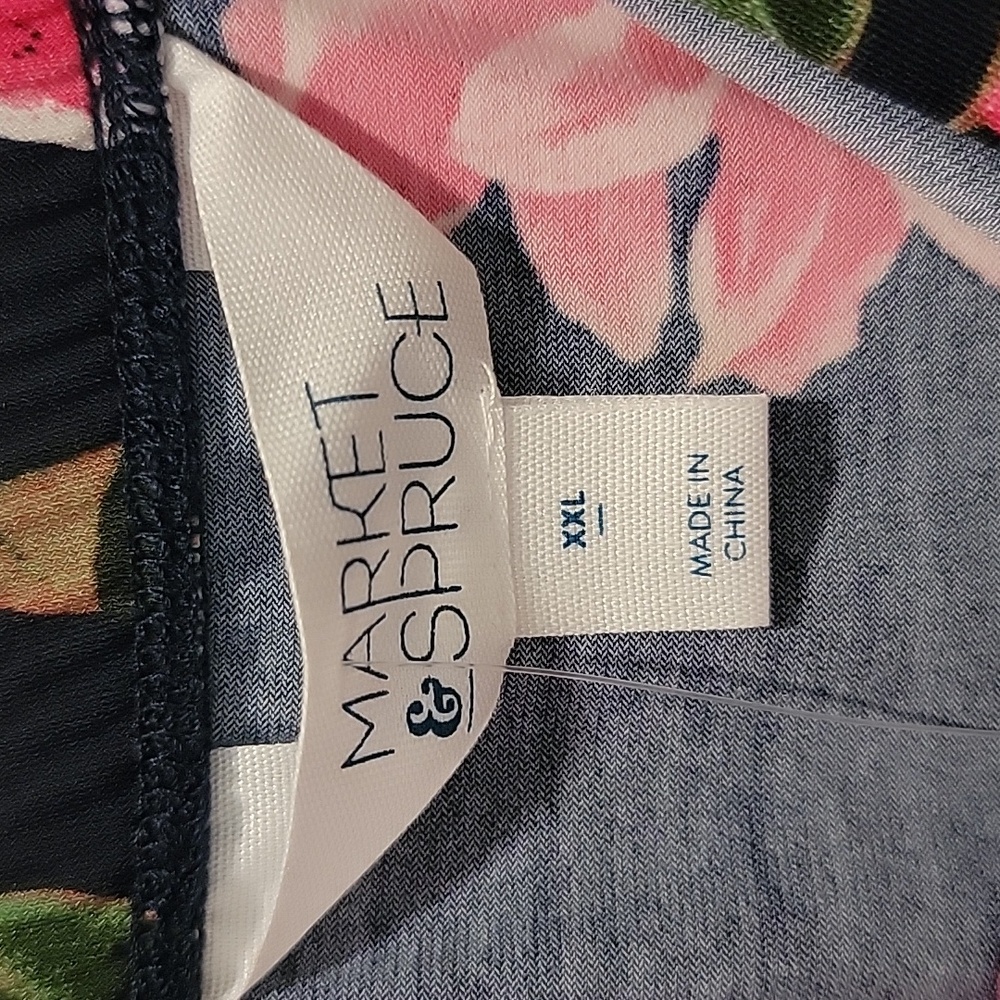 MARKET
& SPRUCE
XXL
MADE IN
CHINA